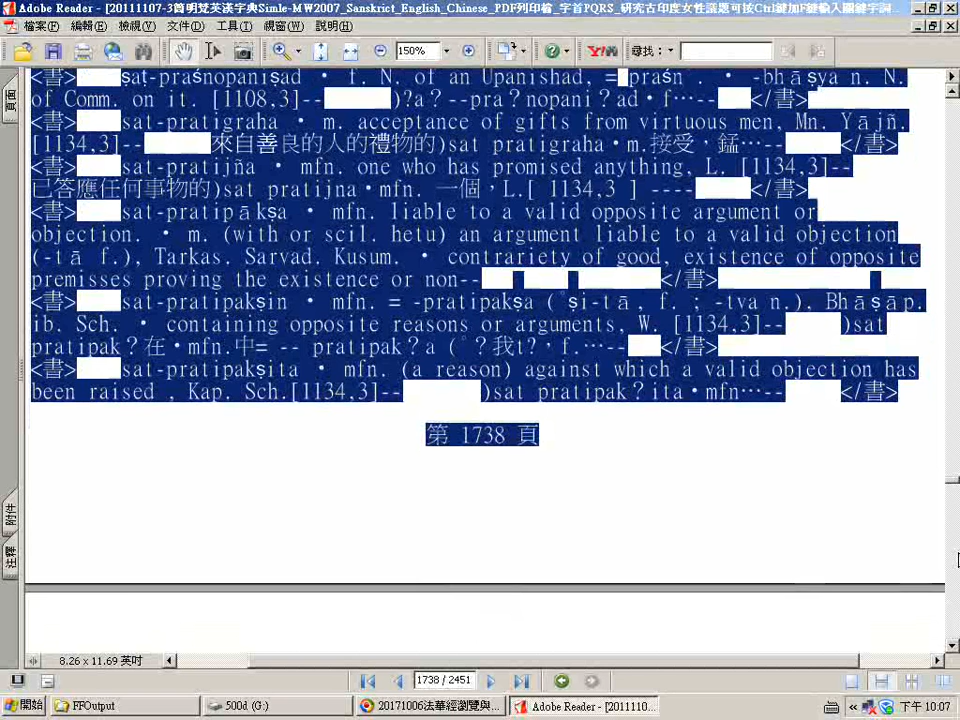 Adobe Reader - [20111107-3簡明梵英漢字典Simle-MW2007_Sanskrict_English_Chinese_PDF列印檔_字首PQRS_研究古印度女性議題可按Ctrl鍵加F鍵輸入關鍵字詞
檔案(F) 編輯(E) 檢視(V) 文件(D) 工具(T) 視窗(W) 說明(H)
150% 尋找：
頁面
<書> ṣat-praśnopaniṣad • f. N. of an Upanishad, = praśn . • -bhāṣya n. N.
of Comm. on it. [1108,3]-- )?a？--pra？nopani？ad•f…-- </書>
<書> sat-pratigraha • m. acceptance of gifts from virtuous men, Mn. Yājñ.
[1134,3]-- 來自善良的人的禮物的)sat pratigraha•m.接受，錳…-- </書>
<書> sat-pratijña • mfn. one who has promised anything, L. [1134,3]--
已答應任何事物的)sat pratijna•mfn. 一個，L.[ 1134,3 ] ---- </書>
<書> sat-pratipākṣa • mfn. liable to a valid opposite argument or
objection. • m. (with or scil. hetu) an argument liable to a valid objection
(-tā f.), Tarkas. Sarvad. Kusum. • contrariety of good, existence of opposite
premisses proving the existence or non-- </書>
<書> sat-pratipakṣin • mfn. = -pratipakṣa (°ṣi-tā, f. ; -tva n.), Bhāṣāp.
ib. Sch. • containing opposite reasons or arguments, W. [1134,3]-- )sat
pratipak？在•mfn.中= -- pratipak？a (°？我t?，f.…-- </書>
<書> sat-pratipakṣita • mfn. (a reason) against which a valid objection has
been raised , Kap. Sch.[1134,3]-- )sat pratipak？ita•mfn…-- </書>
第 1738 頁
附件
注釋
8.26 x 11.69 英吋
1738 / 2451
開始 FFOutput 500d (G:) 20171006法華經瀏覽與... Adobe Reader - [2011110... 下午 10:07